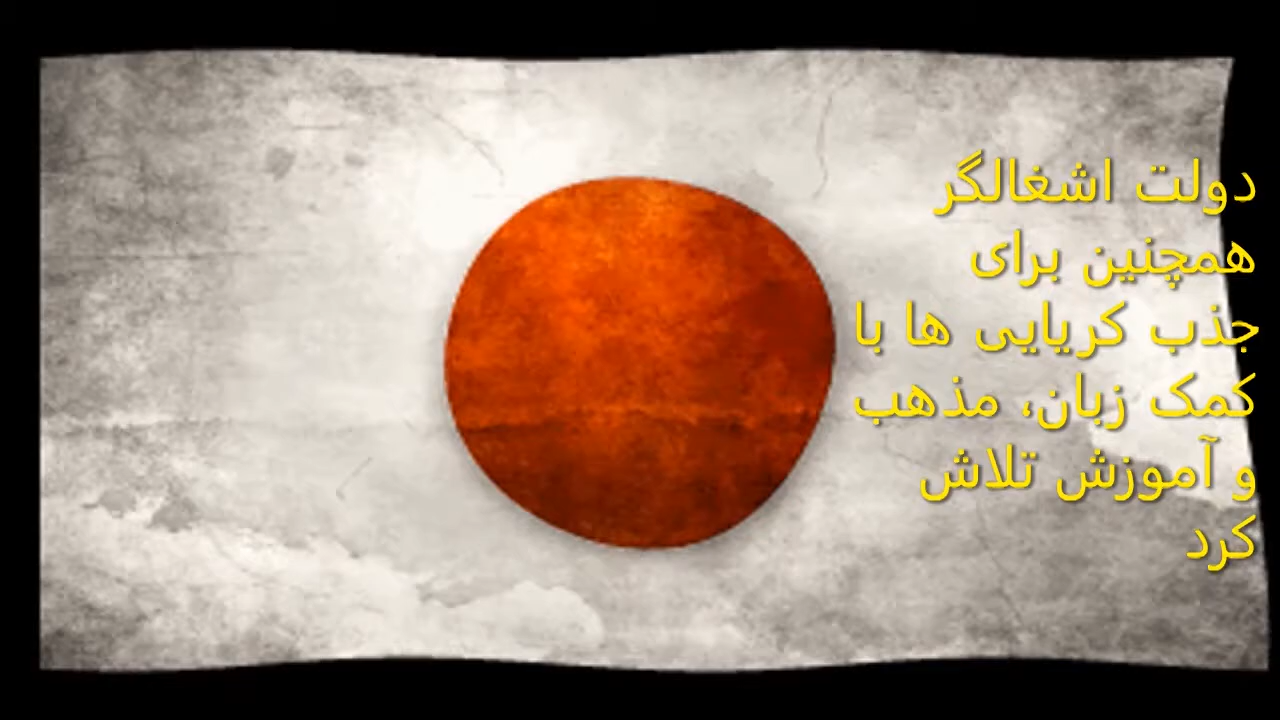 دولت اشغالگر
همچنین برای
جذب کریایی ها با
کمک زبان، مذهب
و آموزش تلاش
کرد